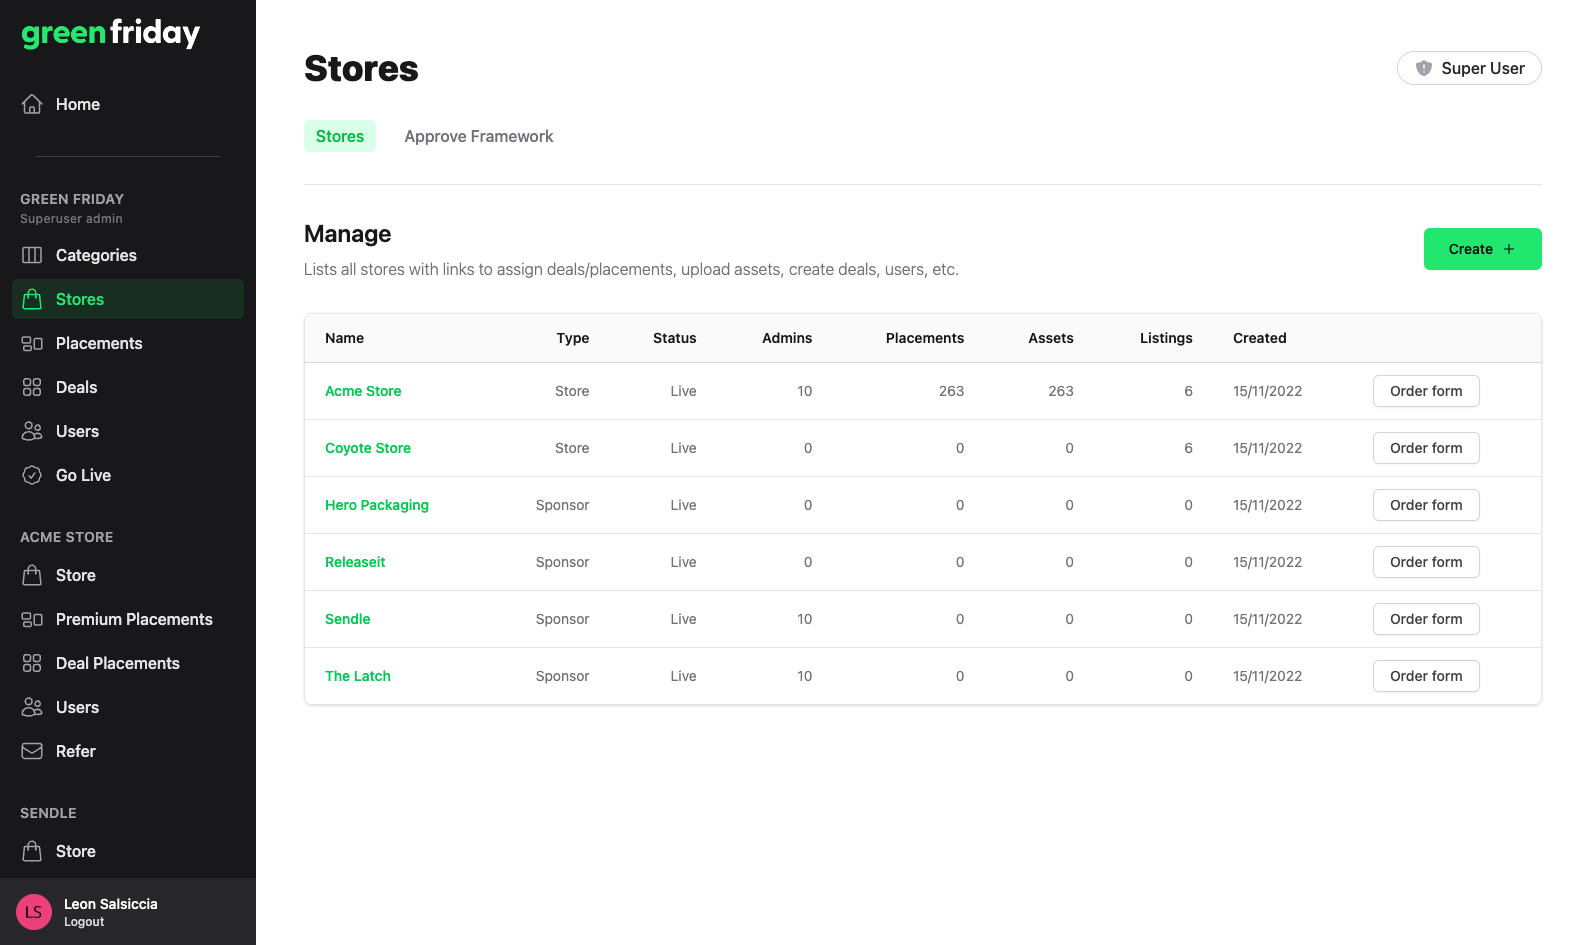 greenfriday
Home
GREEN FRIDAY
Superuser admin
Categories
Stores
Placements
Deals
Users
Go Live
ACME STORE
Store
Premium Placements
Deal Placements
Users
Refer
SENDLE
Store
LS
Leon Salsiccia
Logout
Stores
Super User
Stores Approve Framework
Manage
Lists all stores with links to assign deals/placements, upload assets, create deals, users, etc.
Create +
Name Type Status Admins Placements Assets Listings Created
Acme Store Store Live 10 263 263 6 15/11/2022 Order form
Coyote Store Store Live 0 0 0 6 15/11/2022 Order form
Hero Packaging Sponsor Live 0 0 0 0 15/11/2022 Order form
Releaseit Sponsor Live 0 0 0 0 15/11/2022 Order form
Sendle Sponsor Live 10 0 0 0 15/11/2022 Order form
The Latch Sponsor Live 10 0 0 0 15/11/2022 Order form